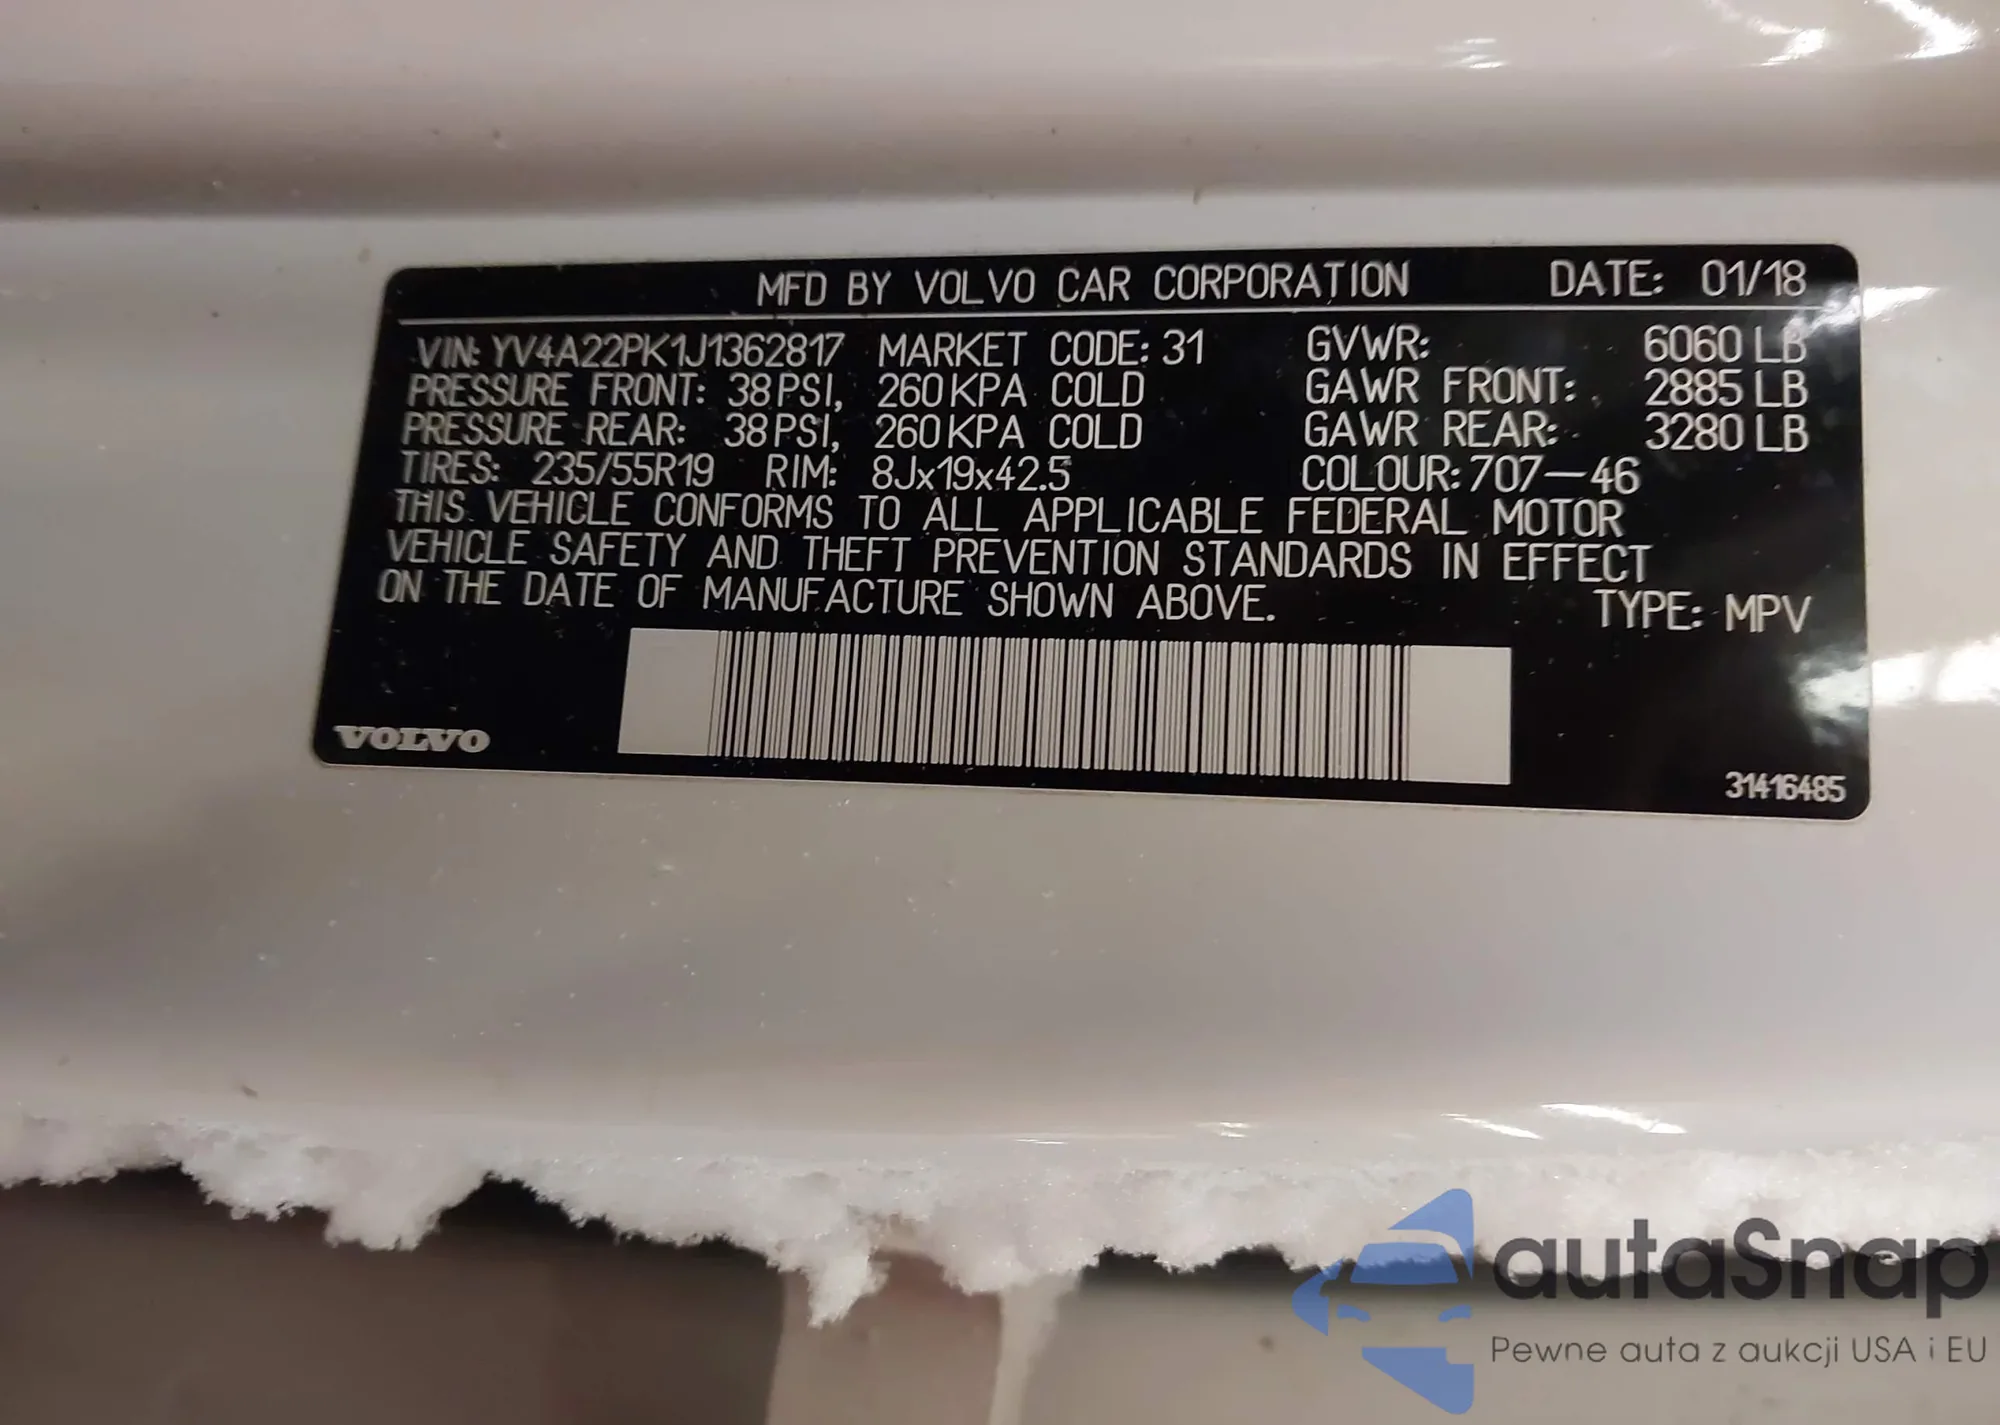 MFD BY VOLVO CAR CORPORATION DATE: 01/18
VIN: YV4A22PK1J1362817 MARKET CODE: 31 GVWR: 6060 LB
PRESSURE FRONT: 38 PSI, 260 KPA COLD GAWR FRONT: 2885 LB
PRESSURE REAR: 38 PSI, 260 KPA COLD GAWR REAR: 3280 LB
TIRES: 235/55R19 RIM: 8Jx19x42.5 COLOUR: 707-46
THIS VEHICLE CONFORMS TO ALL APPLICABLE FEDERAL MOTOR
VEHICLE SAFETY AND THEFT PREVENTION STANDARDS IN EFFECT
ON THE DATE OF MANUFACTURE SHOWN ABOVE. TYPE: MPV
VOLVO
31416485
autaSnap
Pewne auta z aukcji USA i EU